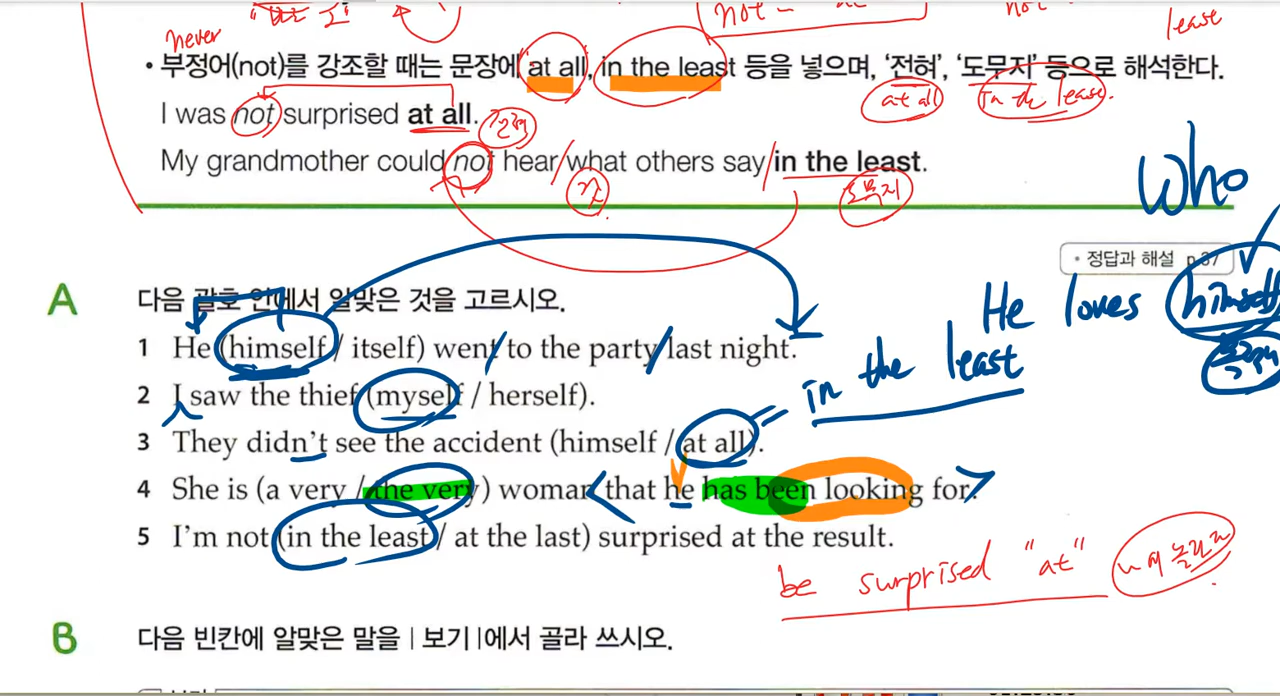 not
least
never
• 부정어(not)를 강조할 때는 문장에 at all, in the least 등을 넣으며, ‘전혀’, ‘도무지’ 등으로 해석한다.
at all
in the least
I was not surprised at all.
전혀
My grandmother could not hear/what others say/in the least.
도무지
who
• 정답과 해설 p.37
A 다음 괄호 안에서 알맞은 것을 고르시오.
He loves himself
1 He (himself / itself) went/to the party/last night.
in the least
2 I saw the thief (myself / herself).
3 They didn’t see the accident (himself / at all).
4 She is (a very / the very) woman <that he has been looking for.>
5 I’m not (in the least / at the last) surprised at the result.
be surprised "at"
B 다음 빈칸에 알맞은 말을 | 보기 |에서 골라 쓰시오.